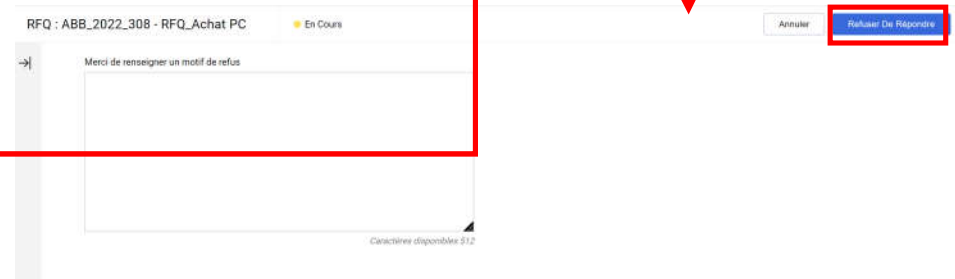 RFQ : ABB_2022_308 - RFQ_Achat PC
En Cours
Annuler
Refuser De Répondre
Merci de renseigner un motif de refus
Caractères disponibles 512